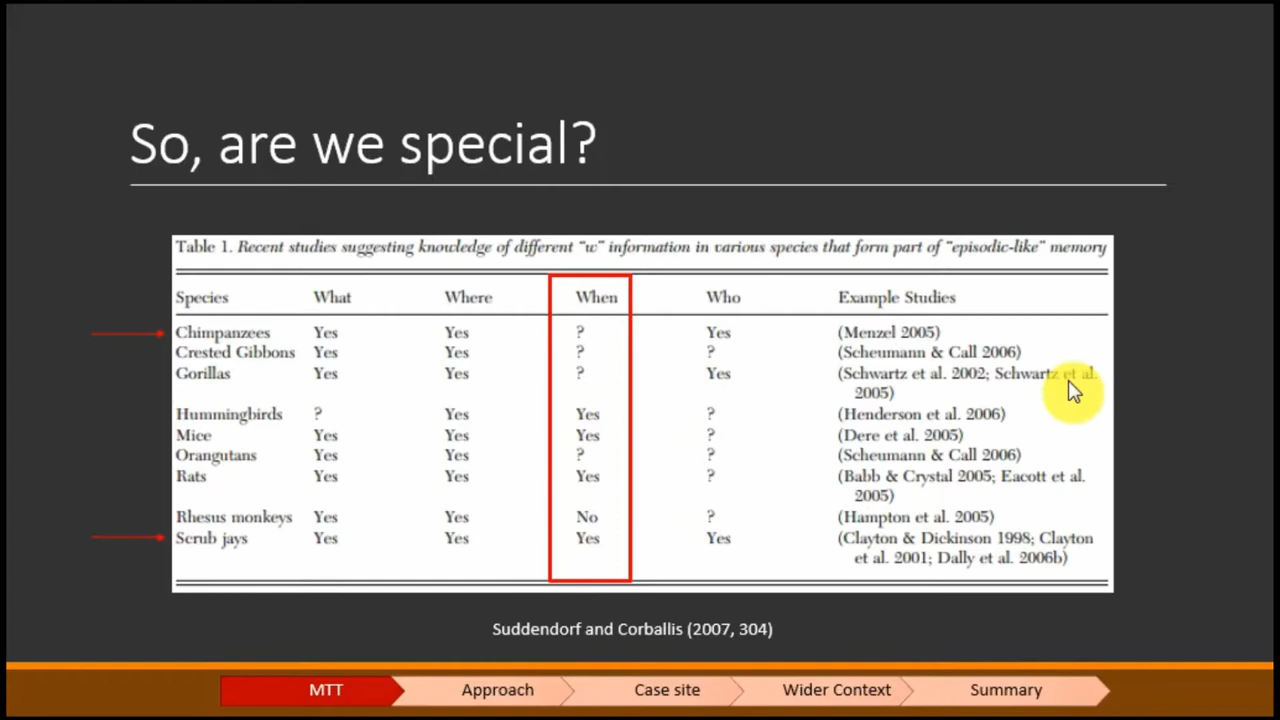 So, are we special?
Table 1. Recent studies suggesting knowledge of different "w" information in various species that form part of "episodic-like" memory
Species What Where When Who Example Studies
Chimpanzees Yes Yes ? Yes (Menzel 2005)
Crested Gibbons Yes Yes ? ? (Scheumann & Call 2006)
Gorillas Yes Yes ? Yes (Schwartz et al. 2002; Schwartz et al.
2005)
Hummingbirds ? Yes Yes ? (Henderson et al. 2006)
Mice Yes Yes Yes ? (Dere et al. 2005)
Orangutans Yes Yes ? ? (Scheumann & Call 2006)
Rats Yes Yes Yes ? (Babb & Crystal 2005; Eacott et al.
2005)
Rhesus monkeys Yes Yes No ? (Hampton et al. 2005)
Scrub jays Yes Yes Yes Yes (Clayton & Dickinson 1998; Clayton
et al. 2001; Dally et al. 2006b)
Suddendorf and Corballis (2007, 304)
MTT Approach Case site Wider Context Summary